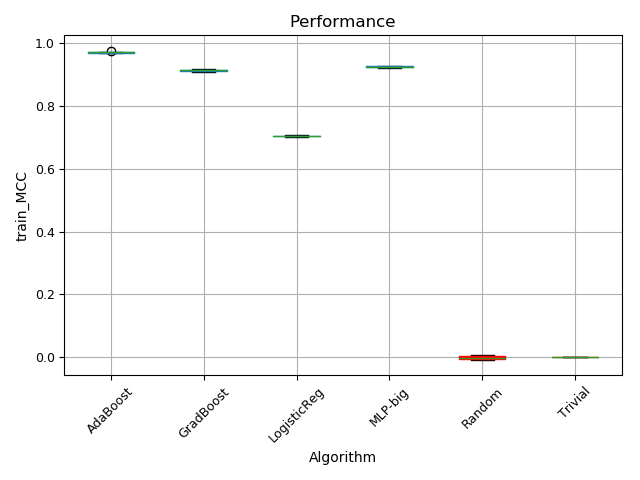 Performance
1.0
0.8
0.6
0.4
0.2
0.0
train_MCC
AdaBoost
GradBoost
LogisticReg
MLP-big
Random
Trivial
Algorithm